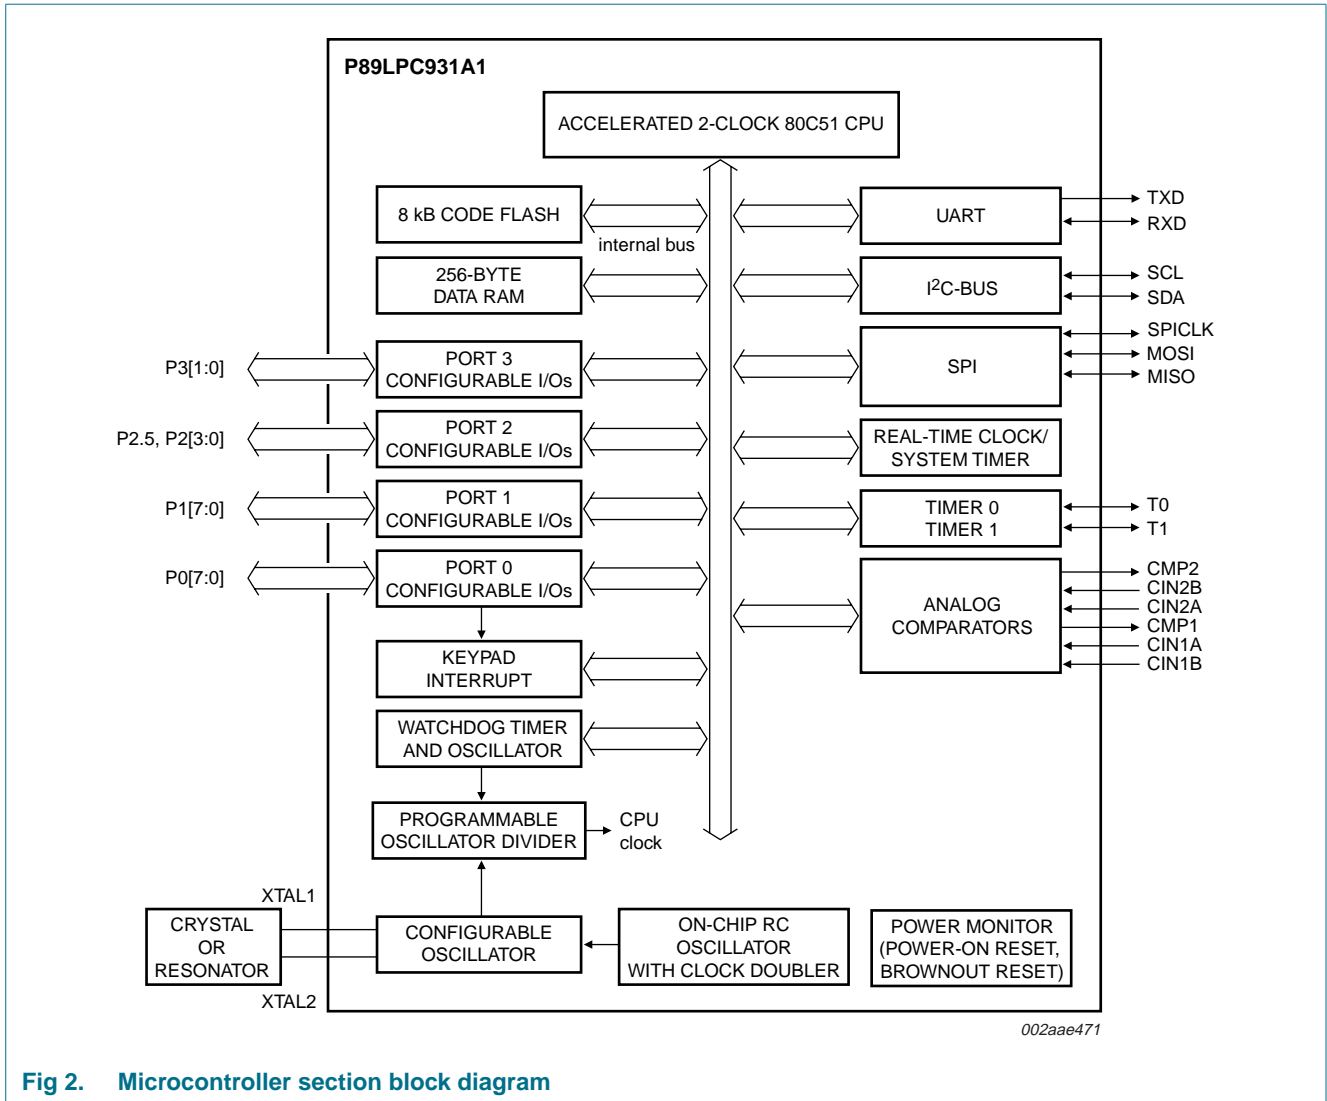 P89LPC931A1
ACCELERATED 2-CLOCK 80C51 CPU
8 kB CODE FLASH
internal bus
256-BYTE
DATA RAM
P3[1:0]
PORT 3
CONFIGURABLE I/Os
P2.5, P2[3:0]
PORT 2
CONFIGURABLE I/Os
P1[7:0]
PORT 1
CONFIGURABLE I/Os
P0[7:0]
PORT 0
CONFIGURABLE I/Os
KEYPAD
INTERRUPT
WATCHDOG TIMER
AND OSCILLATOR
PROGRAMMABLE
OSCILLATOR DIVIDER
CPU
clock
UART
TXD
RXD
I²C-BUS
SCL
SDA
SPI
SPICLK
MOSI
MISO
REAL-TIME CLOCK/
SYSTEM TIMER
TIMER 0
TIMER 1
T0
T1
ANALOG
COMPARATORS
CMP2
CIN2B
CIN2A
CMP1
CIN1A
CIN1B
XTAL1
CRYSTAL
OR
RESONATOR
XTAL2
CONFIGURABLE
OSCILLATOR
ON-CHIP RC
OSCILLATOR
WITH CLOCK DOUBLER
POWER MONITOR
(POWER-ON RESET,
BROWNOUT RESET)
002aae471
Fig 2. Microcontroller section block diagram